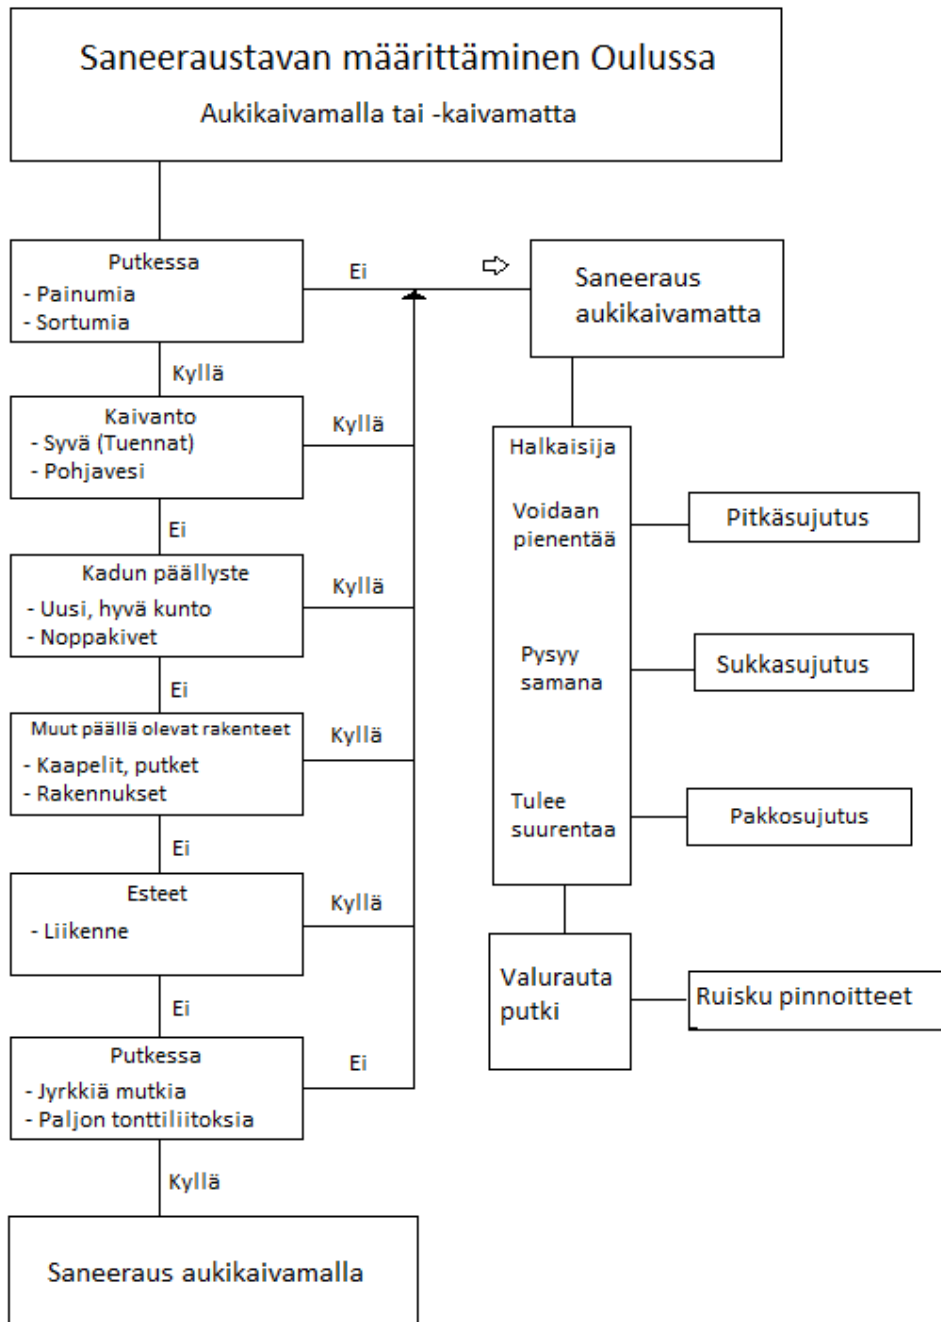 Saneeraustavan määrittäminen Oulussa
Aukikaivamalla tai -kaivamatta
Putkessa
- Painumia
- Sortumia
Ei
Kyllä
Kaivanto
- Syvä (Tuennat)
- Pohjavesi
Kyllä
Ei
Kadun päällyste
- Uusi, hyvä kunto
- Noppakivet
Kyllä
Ei
Muut päällä olevat rakenteet
- Kaapelit, putket
- Rakennukset
Kyllä
Ei
Esteet
- Liikenne
Kyllä
Ei
Putkessa
- Jyrkkiä mutkia
- Paljon tonttiliitoksia
Ei
Kyllä
Saneeraus aukikaivamalla
Saneeraus
aukikaivamatta
Halkaisija
Voidaan
pienentää
Pitkäsujutus
Pysyy
samana
Sukkasujutus
Tulee
suurentaa
Pakkosujutus
Valurauta
putki
Ruisku pinnoitteet